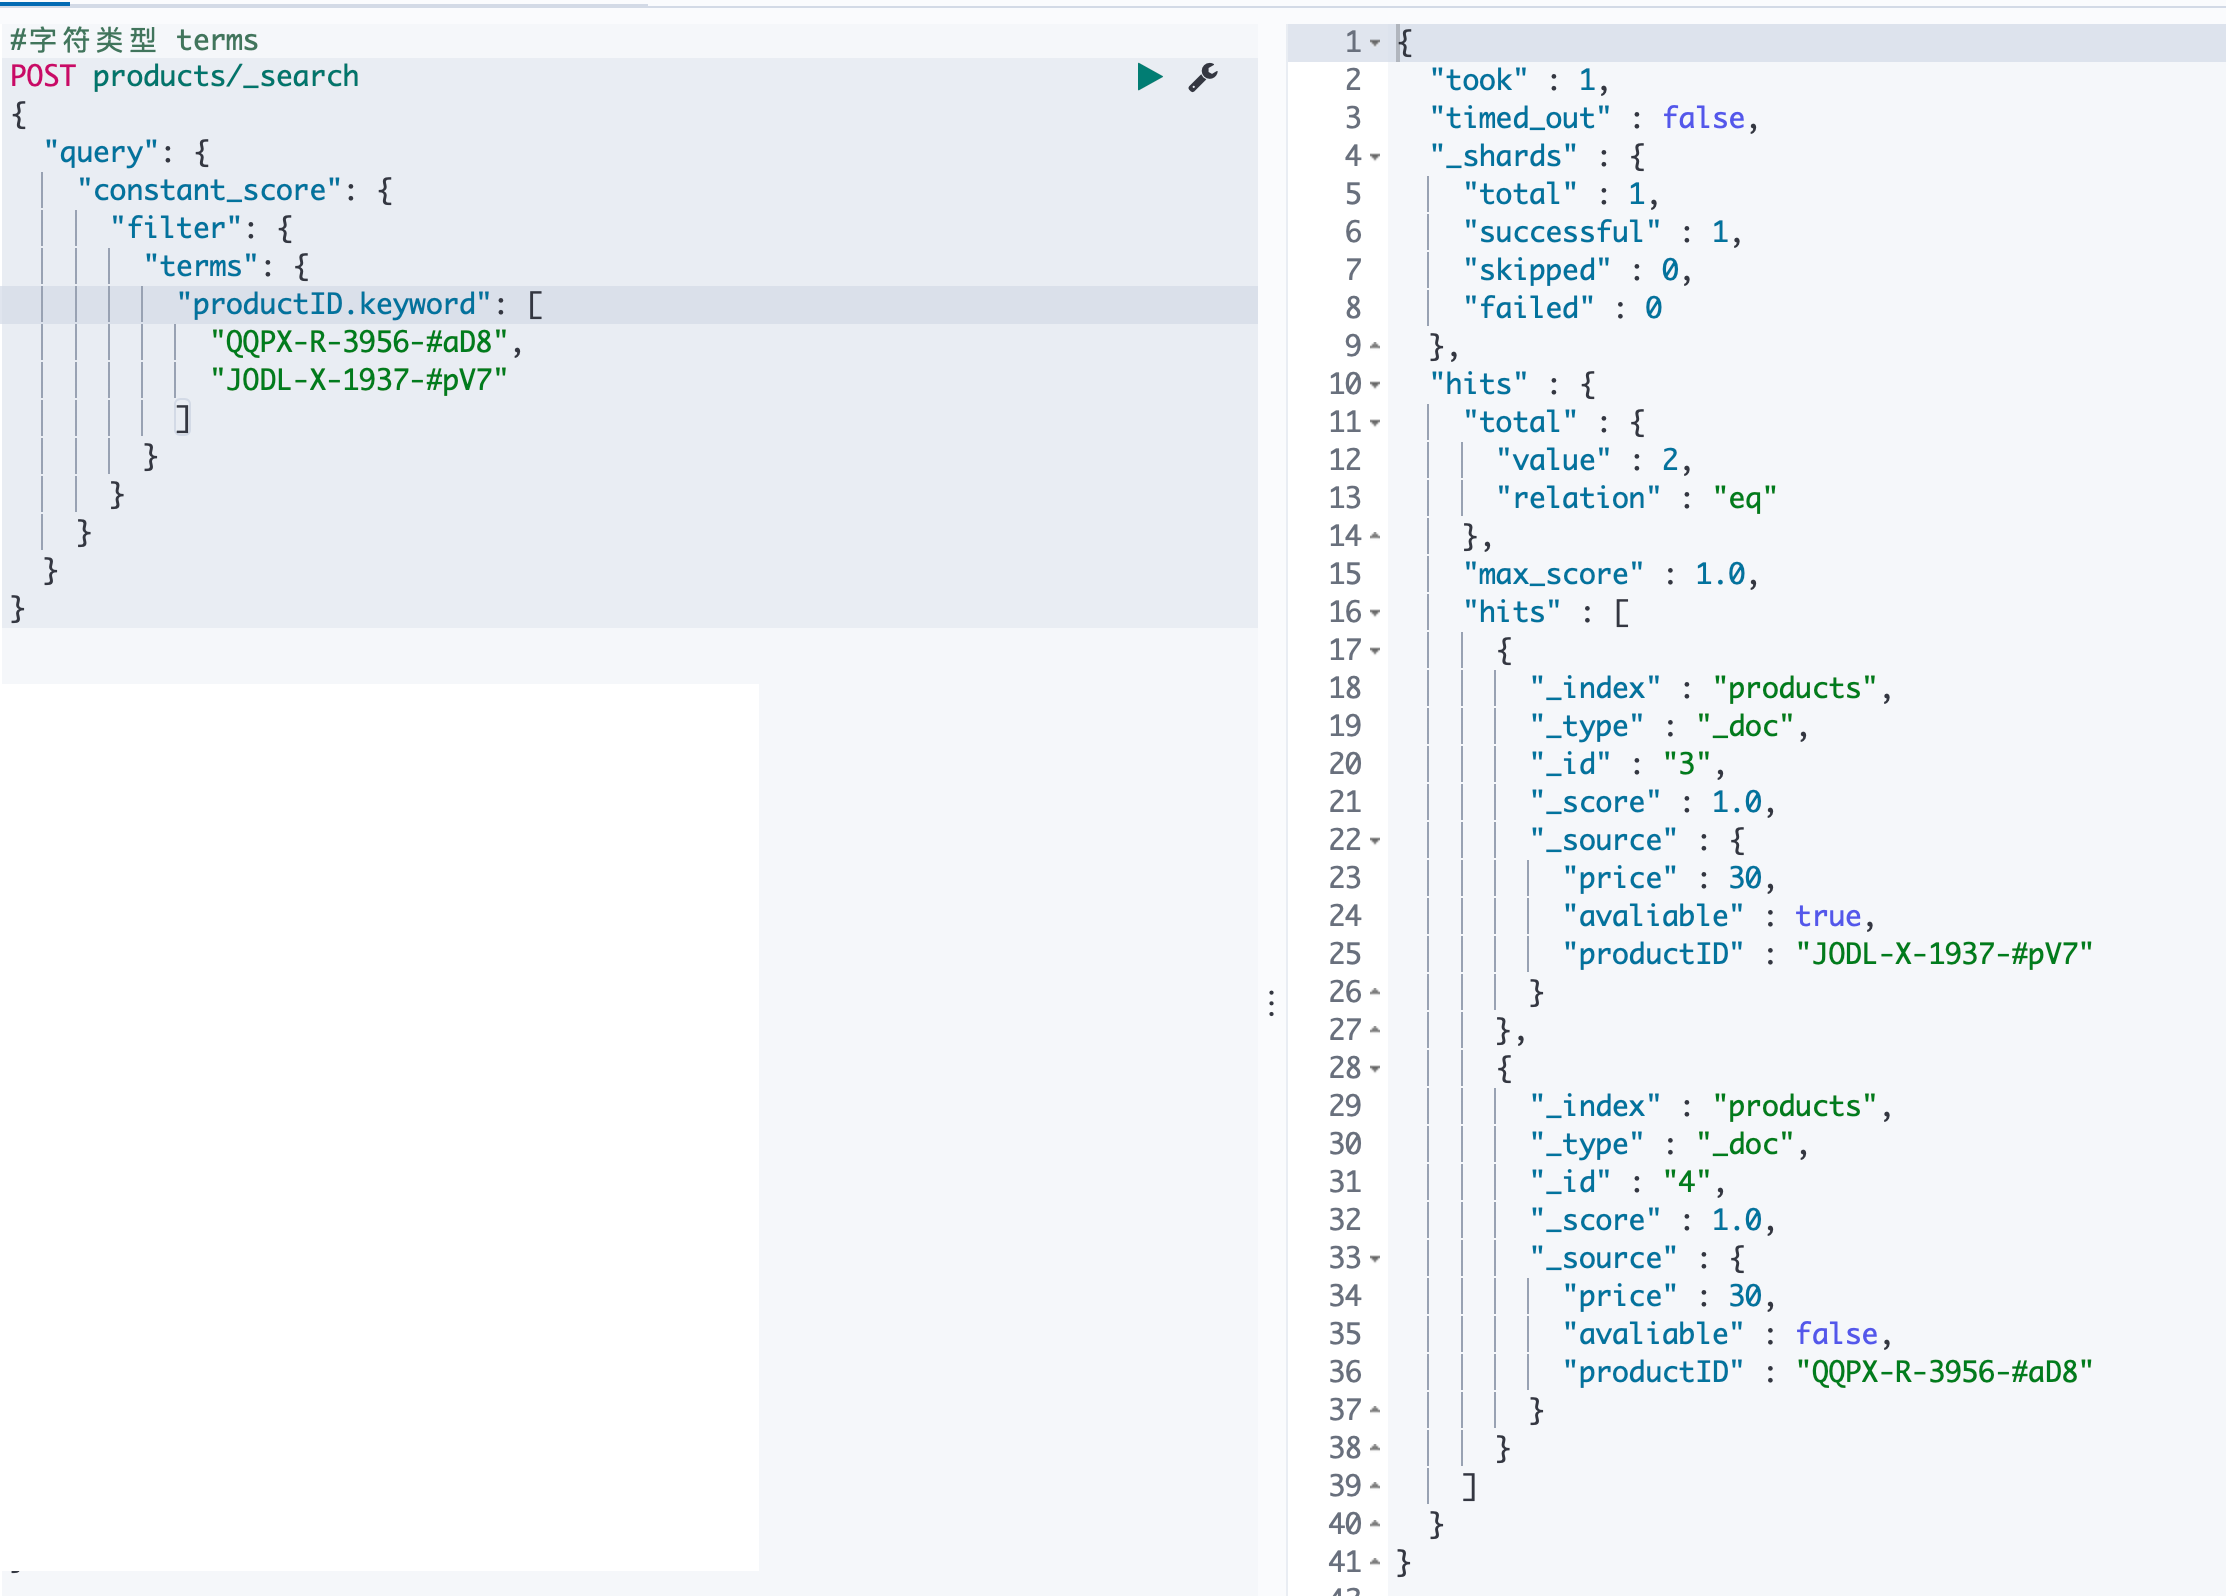 #字符类型 terms
POST products/_search
{
  "query": {
    "constant_score": {
      "filter": {
        "terms": {
          "productID.keyword": [
            "QQPX-R-3956-#aD8",
            "JODL-X-1937-#pV7"
          ]
        }
      }
    }
  }
}
1 {
2   "took" : 1,
3   "timed_out" : false,
4   "_shards" : {
5     "total" : 1,
6     "successful" : 1,
7     "skipped" : 0,
8     "failed" : 0
9   },
10   "hits" : {
11     "total" : {
12       "value" : 2,
13       "relation" : "eq"
14     },
15     "max_score" : 1.0,
16     "hits" : [
17       {
18         "_index" : "products",
19         "_type" : "_doc",
20         "_id" : "3",
21         "_score" : 1.0,
22         "_source" : {
23           "price" : 30,
24           "avaliable" : true,
25           "productID" : "JODL-X-1937-#pV7"
26         }
27       },
28       {
29         "_index" : "products",
30         "_type" : "_doc",
31         "_id" : "4",
32         "_score" : 1.0,
33         "_source" : {
34           "price" : 30,
35           "avaliable" : false,
36           "productID" : "QQPX-R-3956-#aD8"
37         }
38       }
39     ]
40   }
41 }